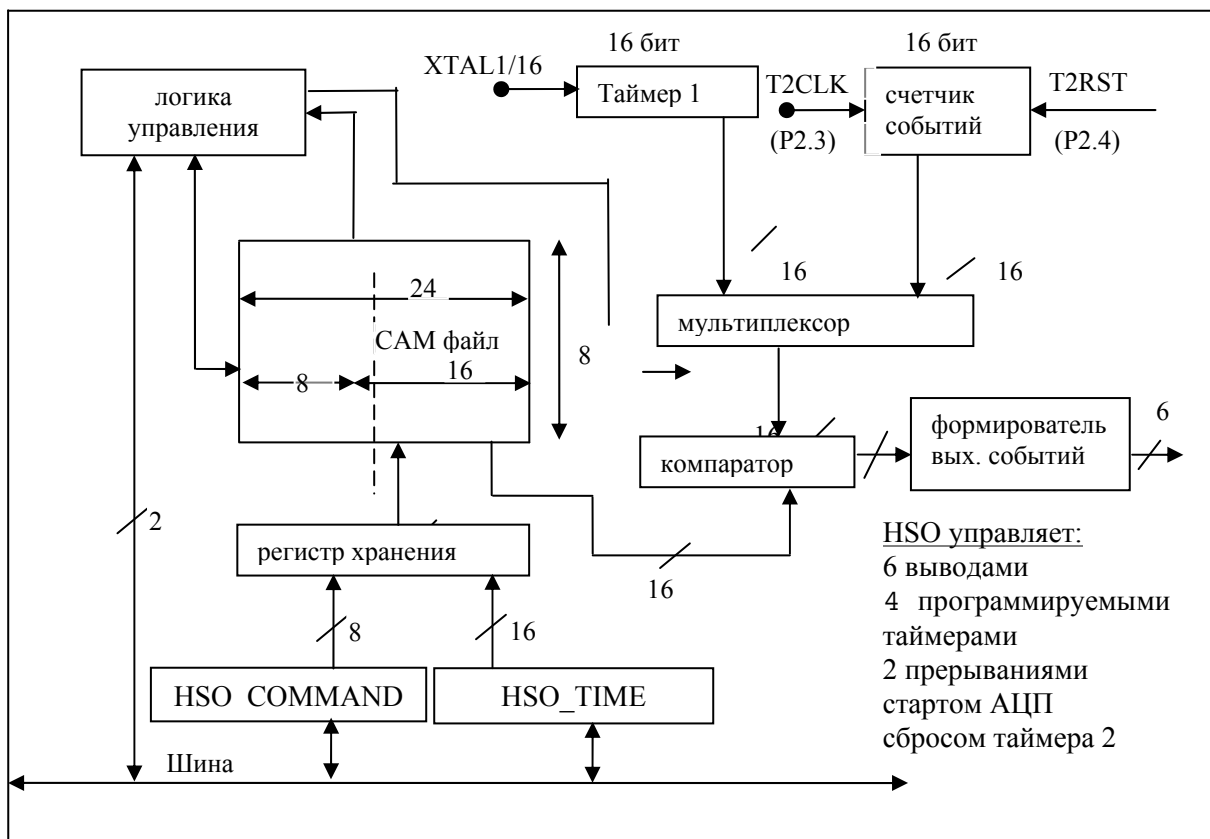 16 бит
16 бит
XTAL1/16
логика
управления
Таймер 1
T2CLK
(P2.3)
счетчик
событий
T2RST
(P2.4)
16
16
24
CAM файл
8
16
8
мультиплексор
16
компаратор
формирователь
вых. событий
6
2
регистр хранения
16
8
16
HSO COMMAND
HSO_TIME
HSO управляет:
6 выводами
4 программируемыми
таймерами
2 прерываниями
стартом АЦП
сбросом таймера 2
Шина